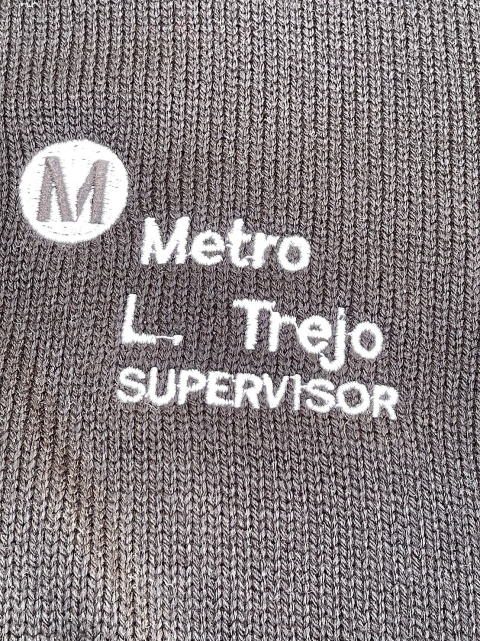 M
Metro
L. Trejo
SUPERVISOR